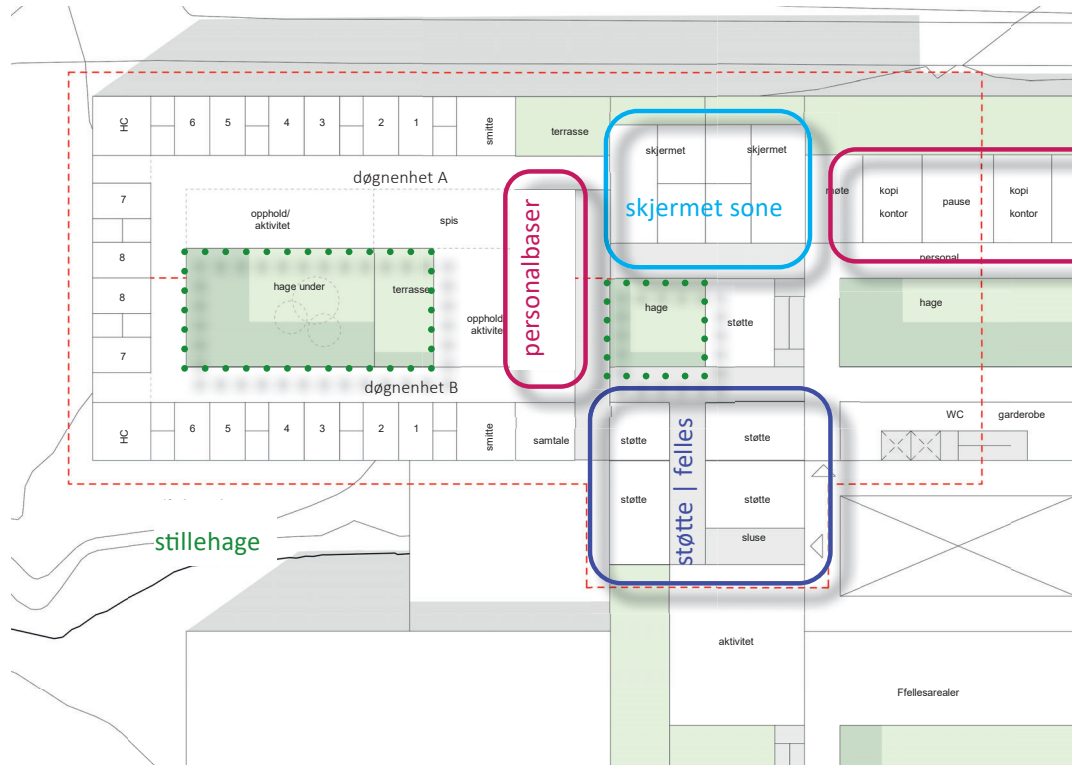 HC
6
5
4
3
2
1
smitte
terrasse
skjermet
skjermet
døgnenhet A
7
opphold/
aktivitet
spis
personalbaser
skjermet sone
møte
kopi
kontor
pause
kopi
kontor
personal
8
hage under
terrasse
8
7
opphold
aktivite
hage
støtte
hage
døgnenhet B
HC
6
5
4
3
2
1
smitte
samtale
støtte
støtte
støtte | felles
WC
garderobe
støtte
støtte
sluse
stillehage
aktivitet
Ffellesarealer